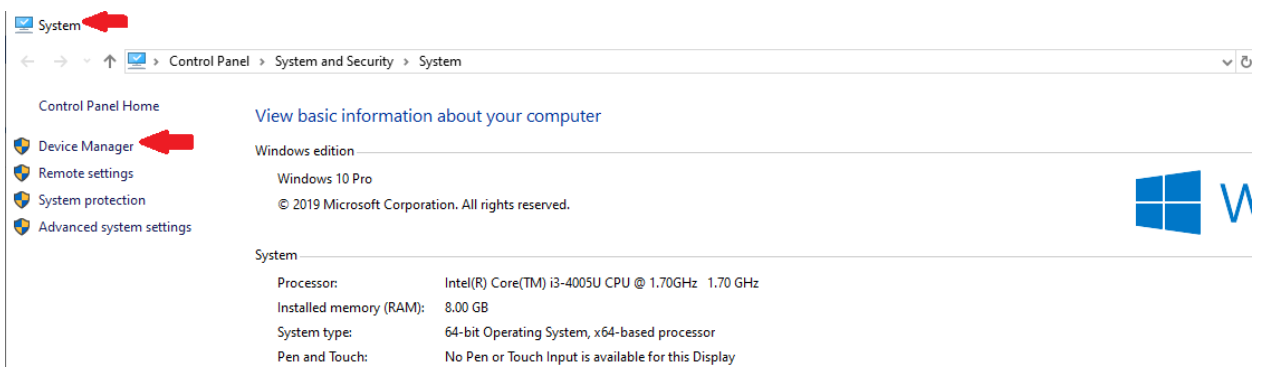 System
Control Panel > System and Security > System
Control Panel Home
View basic information about your computer
Device Manager
Windows edition
Remote settings
Windows 10 Pro
System protection
© 2019 Microsoft Corporation. All rights reserved.
Advanced system settings
System
Processor: Intel(R) Core(TM) i3-4005U CPU @ 1.70GHz 1.70 GHz
Installed memory (RAM): 8.00 GB
System type: 64-bit Operating System, x64-based processor
Pen and Touch: No Pen or Touch Input is available for this Display